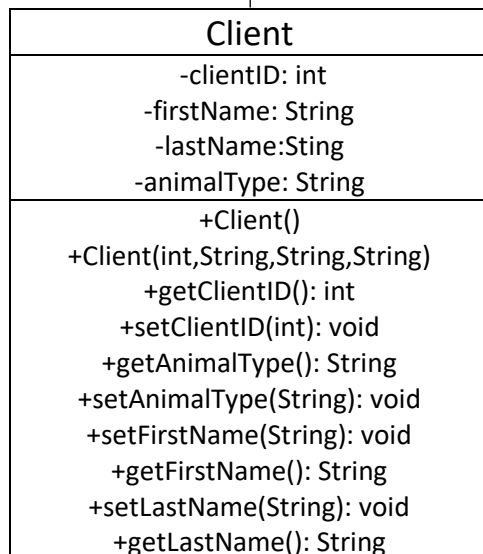 Client
-clientID: int
-firstName: String
-lastName:Sting
-animalType: String
+Client()
+Client(int,String,String,String)
+getClientID(): int
+setClientID(int): void
+getAnimalType(): String
+setAnimalType(String): void
+setFirstName(String): void
+getFirstName(): String
+setLastName(String): void
+getLastName(): String